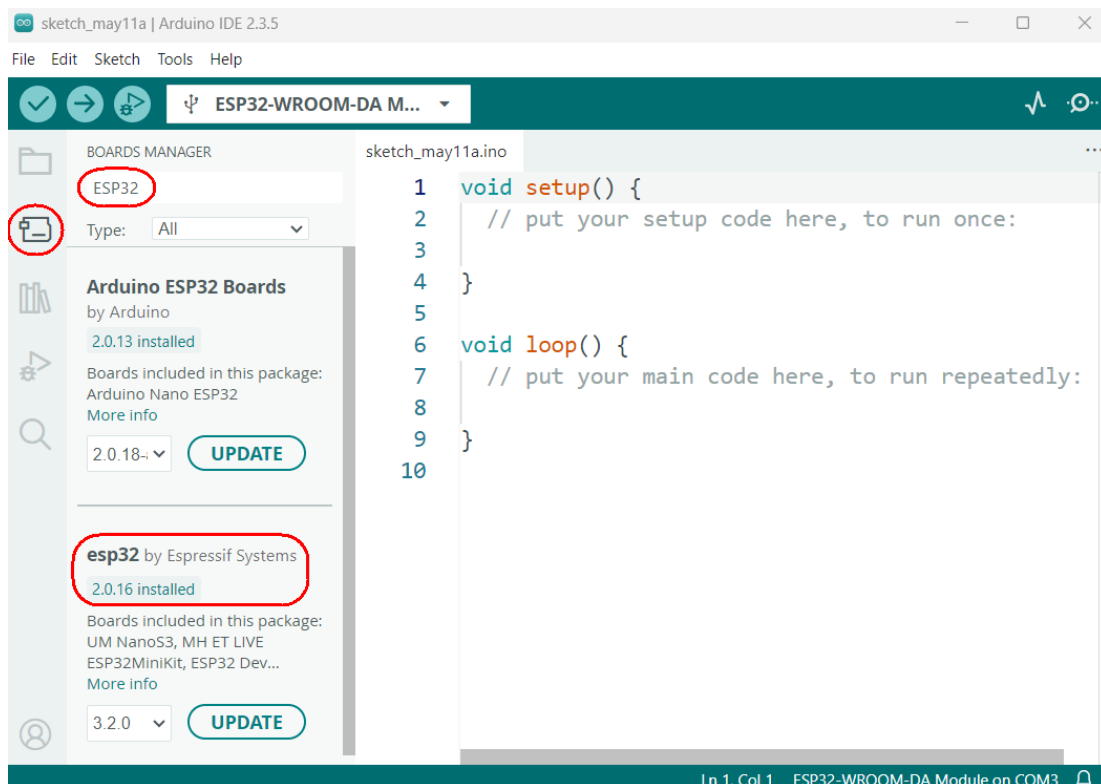 sketch_may11a | Arduino IDE 2.3.5
File Edit Sketch Tools Help
ESP32-WROOM-DA M...
BOARDS MANAGER
ESP32
Type: All
Arduino ESP32 Boards
by Arduino
2.0.13 installed
Boards included in this package:
Arduino Nano ESP32
More info
2.0.18-
UPDATE
esp32 by Espressif Systems
2.0.16 installed
Boards included in this package:
UM NanoS3, MH ET LIVE
ESP32MiniKit, ESP32 Dev...
More info
3.2.0
UPDATE
sketch_may11a.ino
...
1 void setup() {
2 // put your setup code here, to run once:
3
4 }
5
6 void loop() {
7 // put your main code here, to run repeatedly:
8
9 }
10
Ln 1, Col 1 ESP32-WROOM-DA Module on COM3